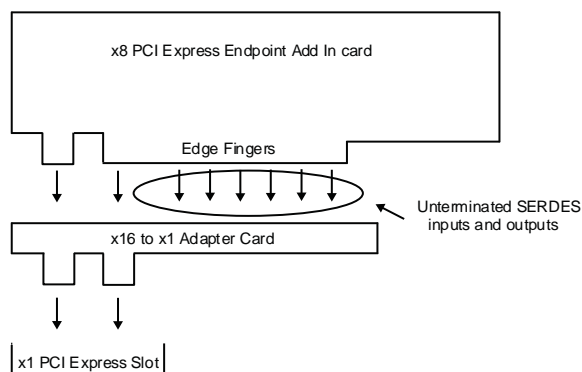 x8 PCI Express Endpoint Add In card
Edge Fingers
Unterminated SERDES
inputs and outputs
x16 to x1 Adapter Card
x1 PCI Express Slot